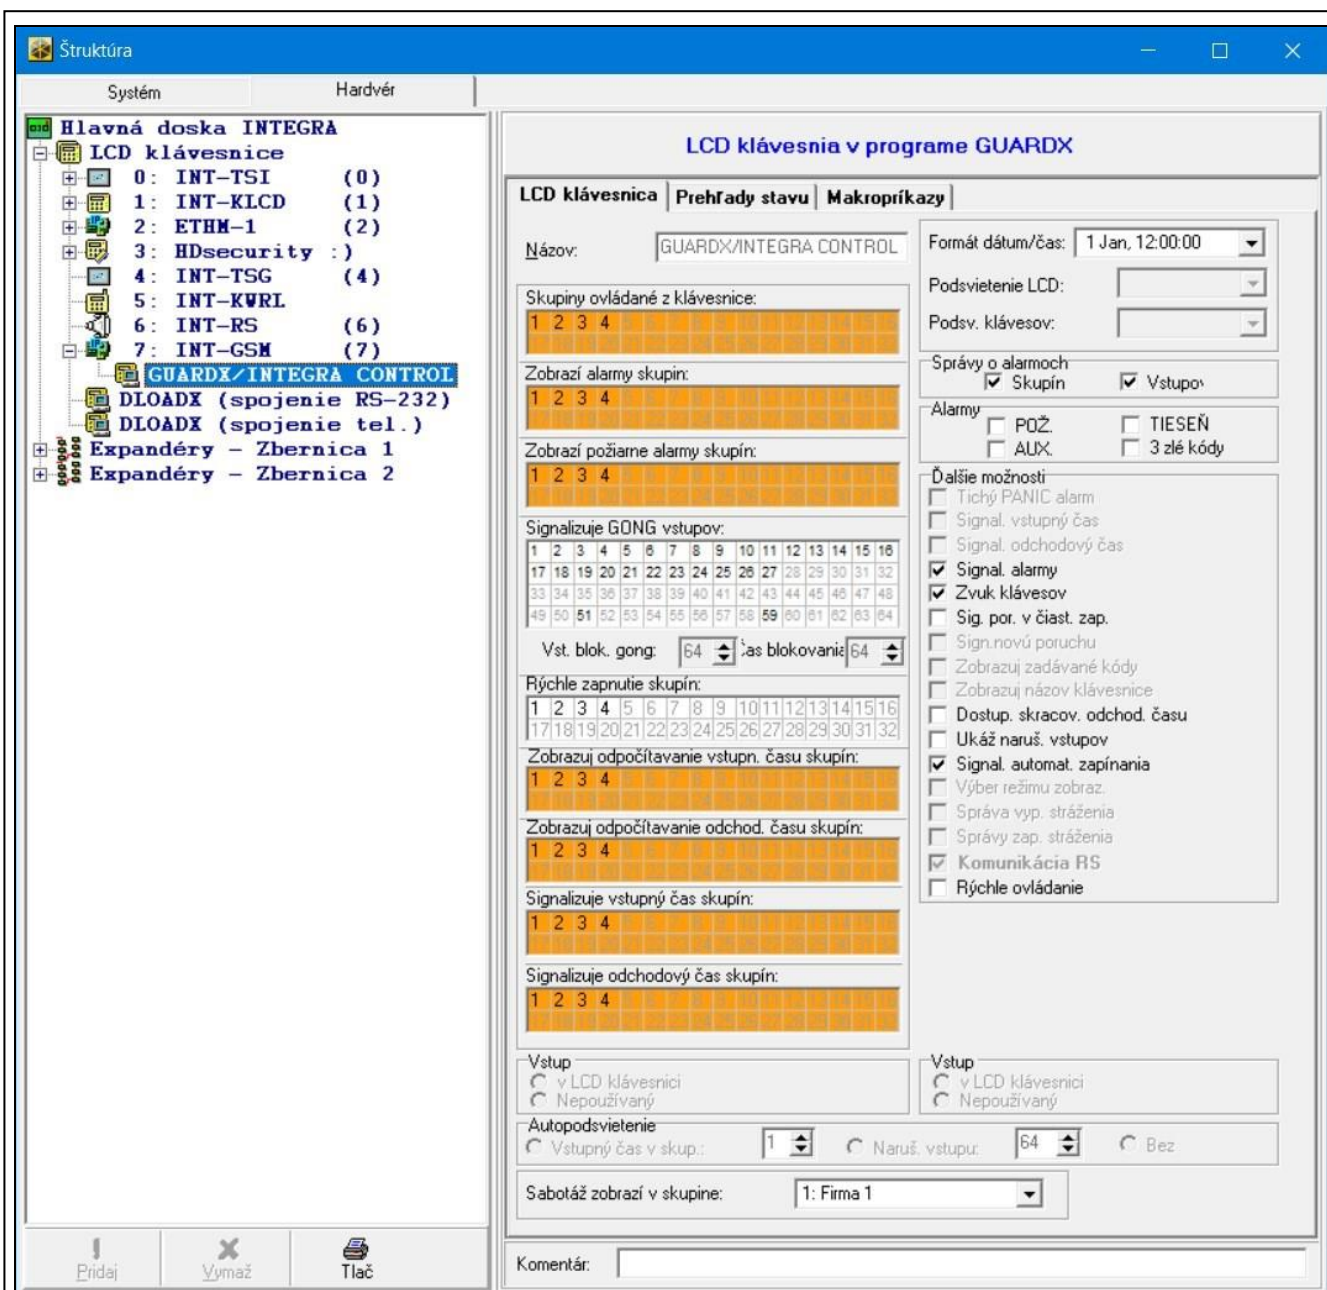 Štruktúra
Systém
Hardvér
Hlavná doska INTEGRA
LCD klávesnice
0: INT-TSI (0)
1: INT-KLCD (1)
2: ETHM-1 (2)
3: HDsecurity :)
4: INT-TSG (4)
5: INT-KWRL
6: INT-RS (6)
7: INT-GSM (7)
GUARDX/INTEGRA CONTROL
DLOADX (spojenie RS-232)
DLOADX (spojenie tel.)
Expandéry - Zbernica 1
Expandéry - Zbernica 2
Pridaj
Vymaž
Tlač
LCD klávesnia v programe GUARDX
LCD klávesnica
Prehľady stavu
Makropríkazy
Názov: GUARDX/INTEGRA CONTROL
Skupiny ovládané z klávesnice:
1 2 3 4
Zobrazí alarmy skupin:
1 2 3 4
Zobrazí požiarne alarmy skupín:
1 2 3 4
Signalizuje GONG vstupov:
1 2 3 4 5 6 7 8 9 10 11 12 13 14 15 16
17 18 19 20 21 22 23 24 25 26 27 28 29 30 31 32
33 34 35 36 37 38 39 40 41 42 43 44 45 46 47 48
49 50 51 52 53 54 55 56 57 58 59 60 61 62 63 64
Vst. blok. gong: 64 Čas blokovania 64
Rýchle zapnutie skupín:
1 2 3 4 5 6 7 8 9 10 11 12 13 14 15 16
17 18 19 20 21 22 23 24 25 26 27 28 29 30 31 32
Zobrazuj odpočítavanie vstupn. času skupín:
1 2 3 4
Zobrazuj odpočítavanie odchod. času skupín:
1 2 3 4
Signalizuje vstupný čas skupín:
1 2 3 4
Signalizuje odchodový čas skupín:
1 2 3 4
Formát dátum/čas: 1 Jan, 12:00:00
Podsvietenie LCD:
Podsv. klávesov:
Správy o alarmoch
Skupín
Vstupov
Alarmy
POŽ.
TIESEŇ
AUX.
3 zlé kódy
Ďalšie možnosti
Tichý PANIC alarm
Signal. vstupný čas
Signal. odchodový čas
Signal. alarmy
Zvuk klávesov
Sig. por. v čiast. zap.
Sign.novú poruchu
Zobrazuj zadávané kódy
Zobrazuj názov klávesnice
Dostup. skracov. odchod. času
Ukáž naruš. vstupov
Signal. automat. zapínania
Výber režimu zobraz.
Správa vyp. stráženia
Správy zap. stráženia
Komunikácia RS
Rýchle ovládanie
Vstup
v LCD klávesnici
Nepoužívaný
Vstup
v LCD klávesnici
Nepoužívaný
Autopodsvietenie
Vstupný čas v skup.: 1
Naruš. vstupu: 64
Bez
Sabotáž zobrazí v skupine: 1: Firma 1
Komentár: